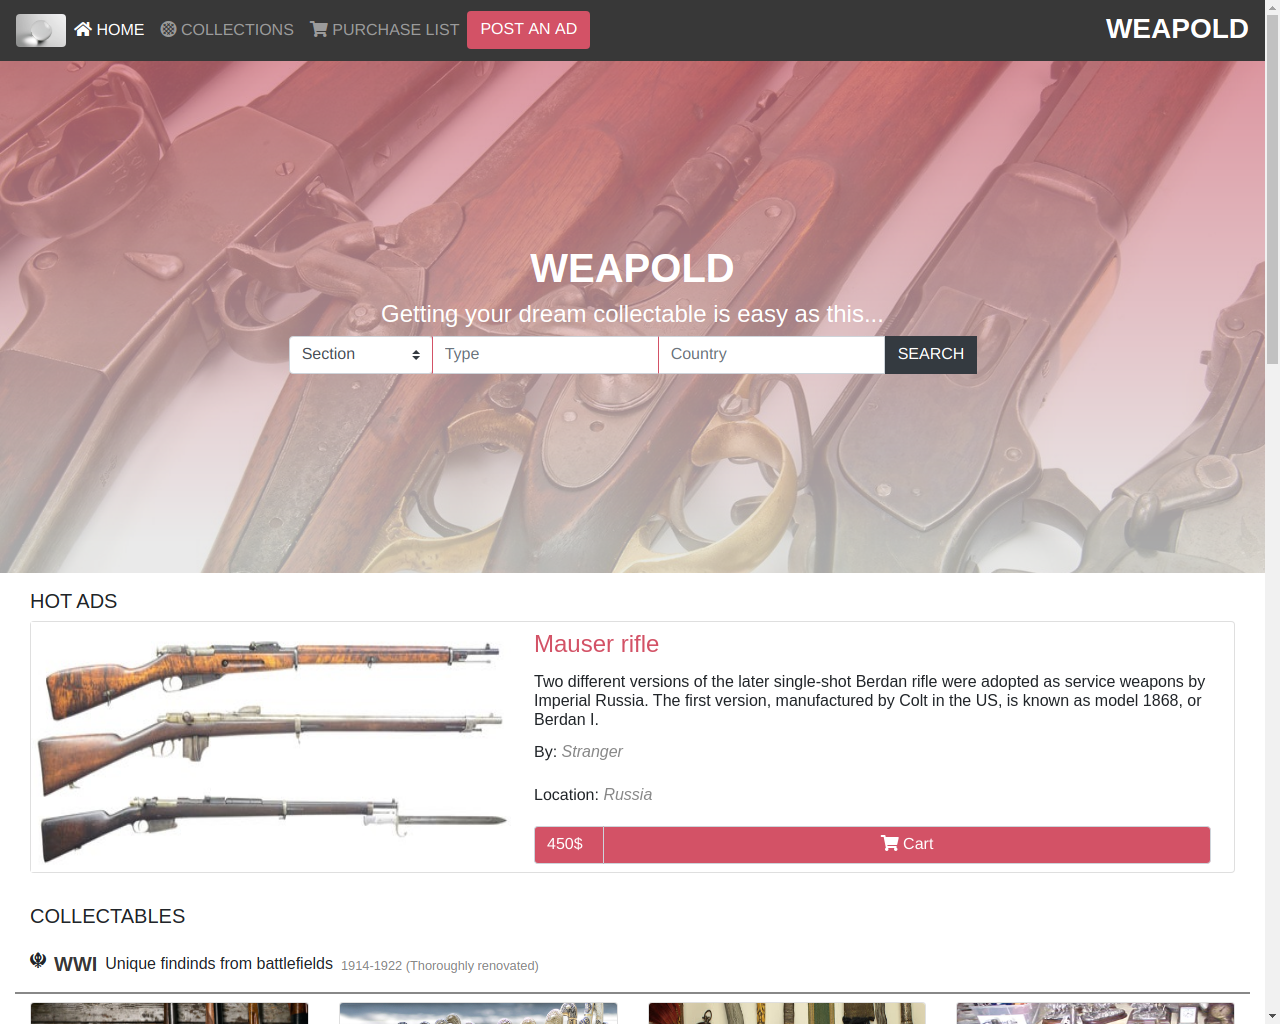 HOME COLLECTIONS PURCHASE LIST POST AN AD WEAPOLD
WEAPOLD
Getting your dream collectable is easy as this...
Section Type Country SEARCH
HOT ADS
Mauser rifle
Two different versions of the later single-shot Berdan rifle were adopted as service weapons by
Imperial Russia. The first version, manufactured by Colt in the US, is known as model 1868, or
Berdan I.
By: Stranger
Location: Russia
450$ Cart
COLLECTABLES
WWI Unique findinds from battlefields 1914-1922 (Thoroughly renovated)